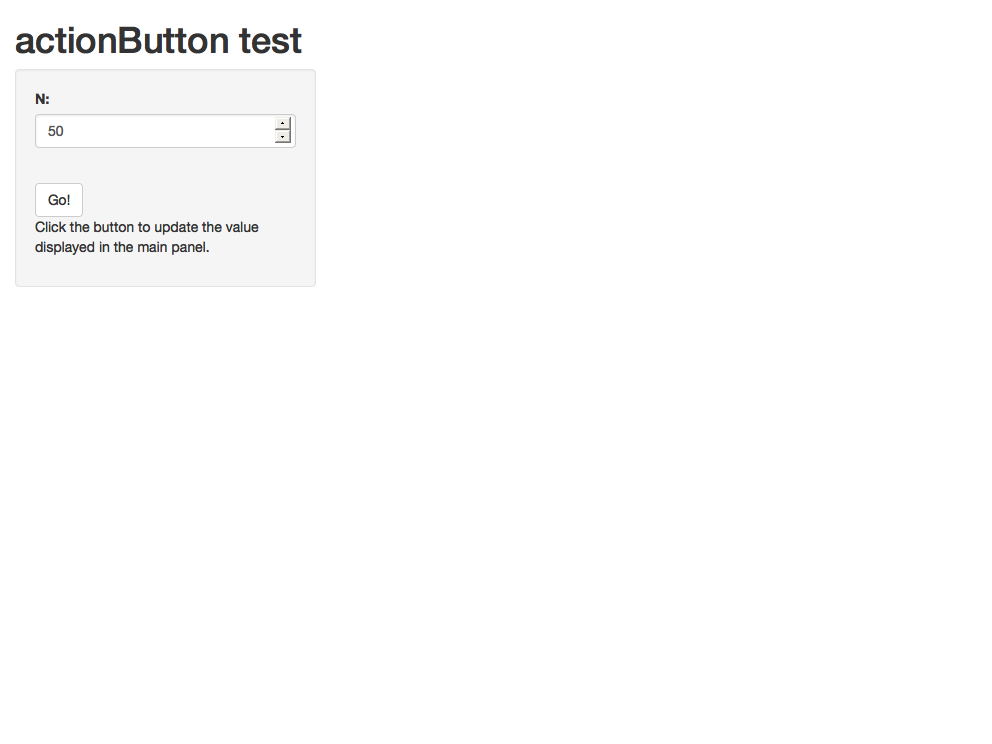 actionButton test
N:
50
Go!
Click the button to update the value
displayed in the main panel.